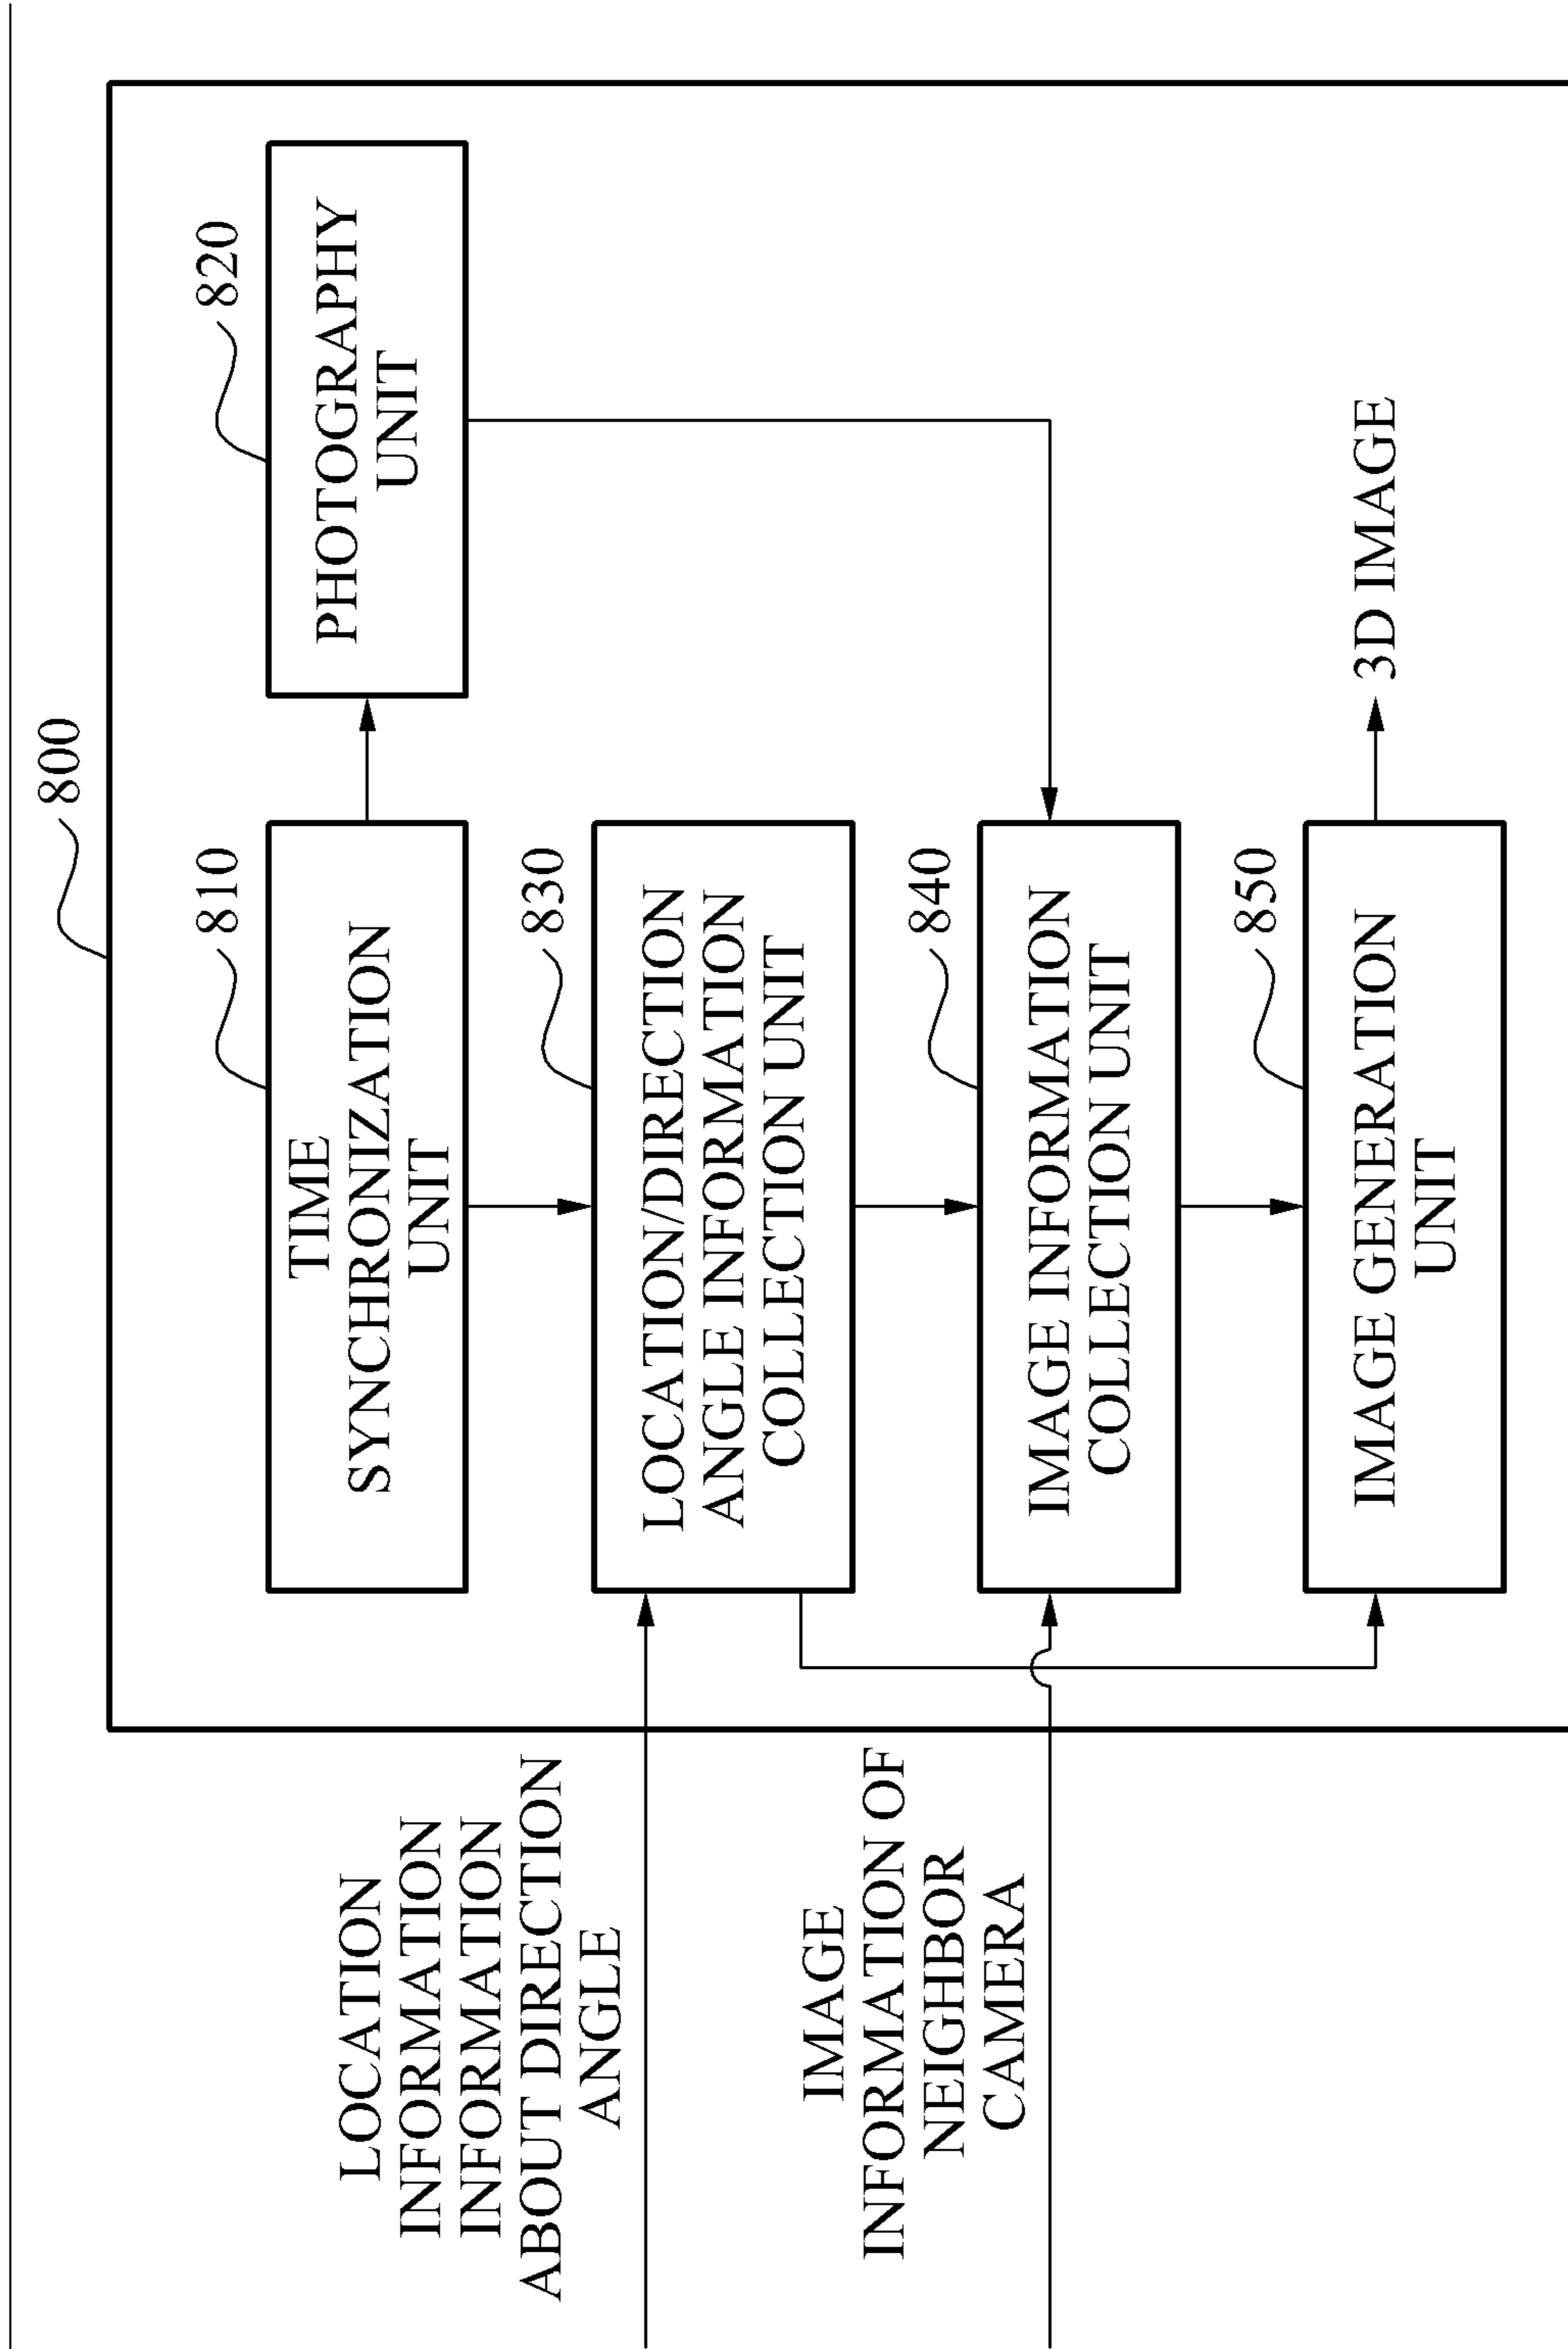 800
810
TIME
SYNCHRONIZATION
UNIT
820
PHOTOGRAPHY
UNIT
LOCATION
INFORMATION
INFORMATION
ABOUT DIRECTION
ANGLE
830
LOCATION/DIRECTION
ANGLE INFORMATION
COLLECTION UNIT
IMAGE
INFORMATION OF
NEIGHBOR
CAMERA
840
IMAGE INFORMATION
COLLECTION UNIT
850
IMAGE GENERATION
UNIT
3D IMAGE